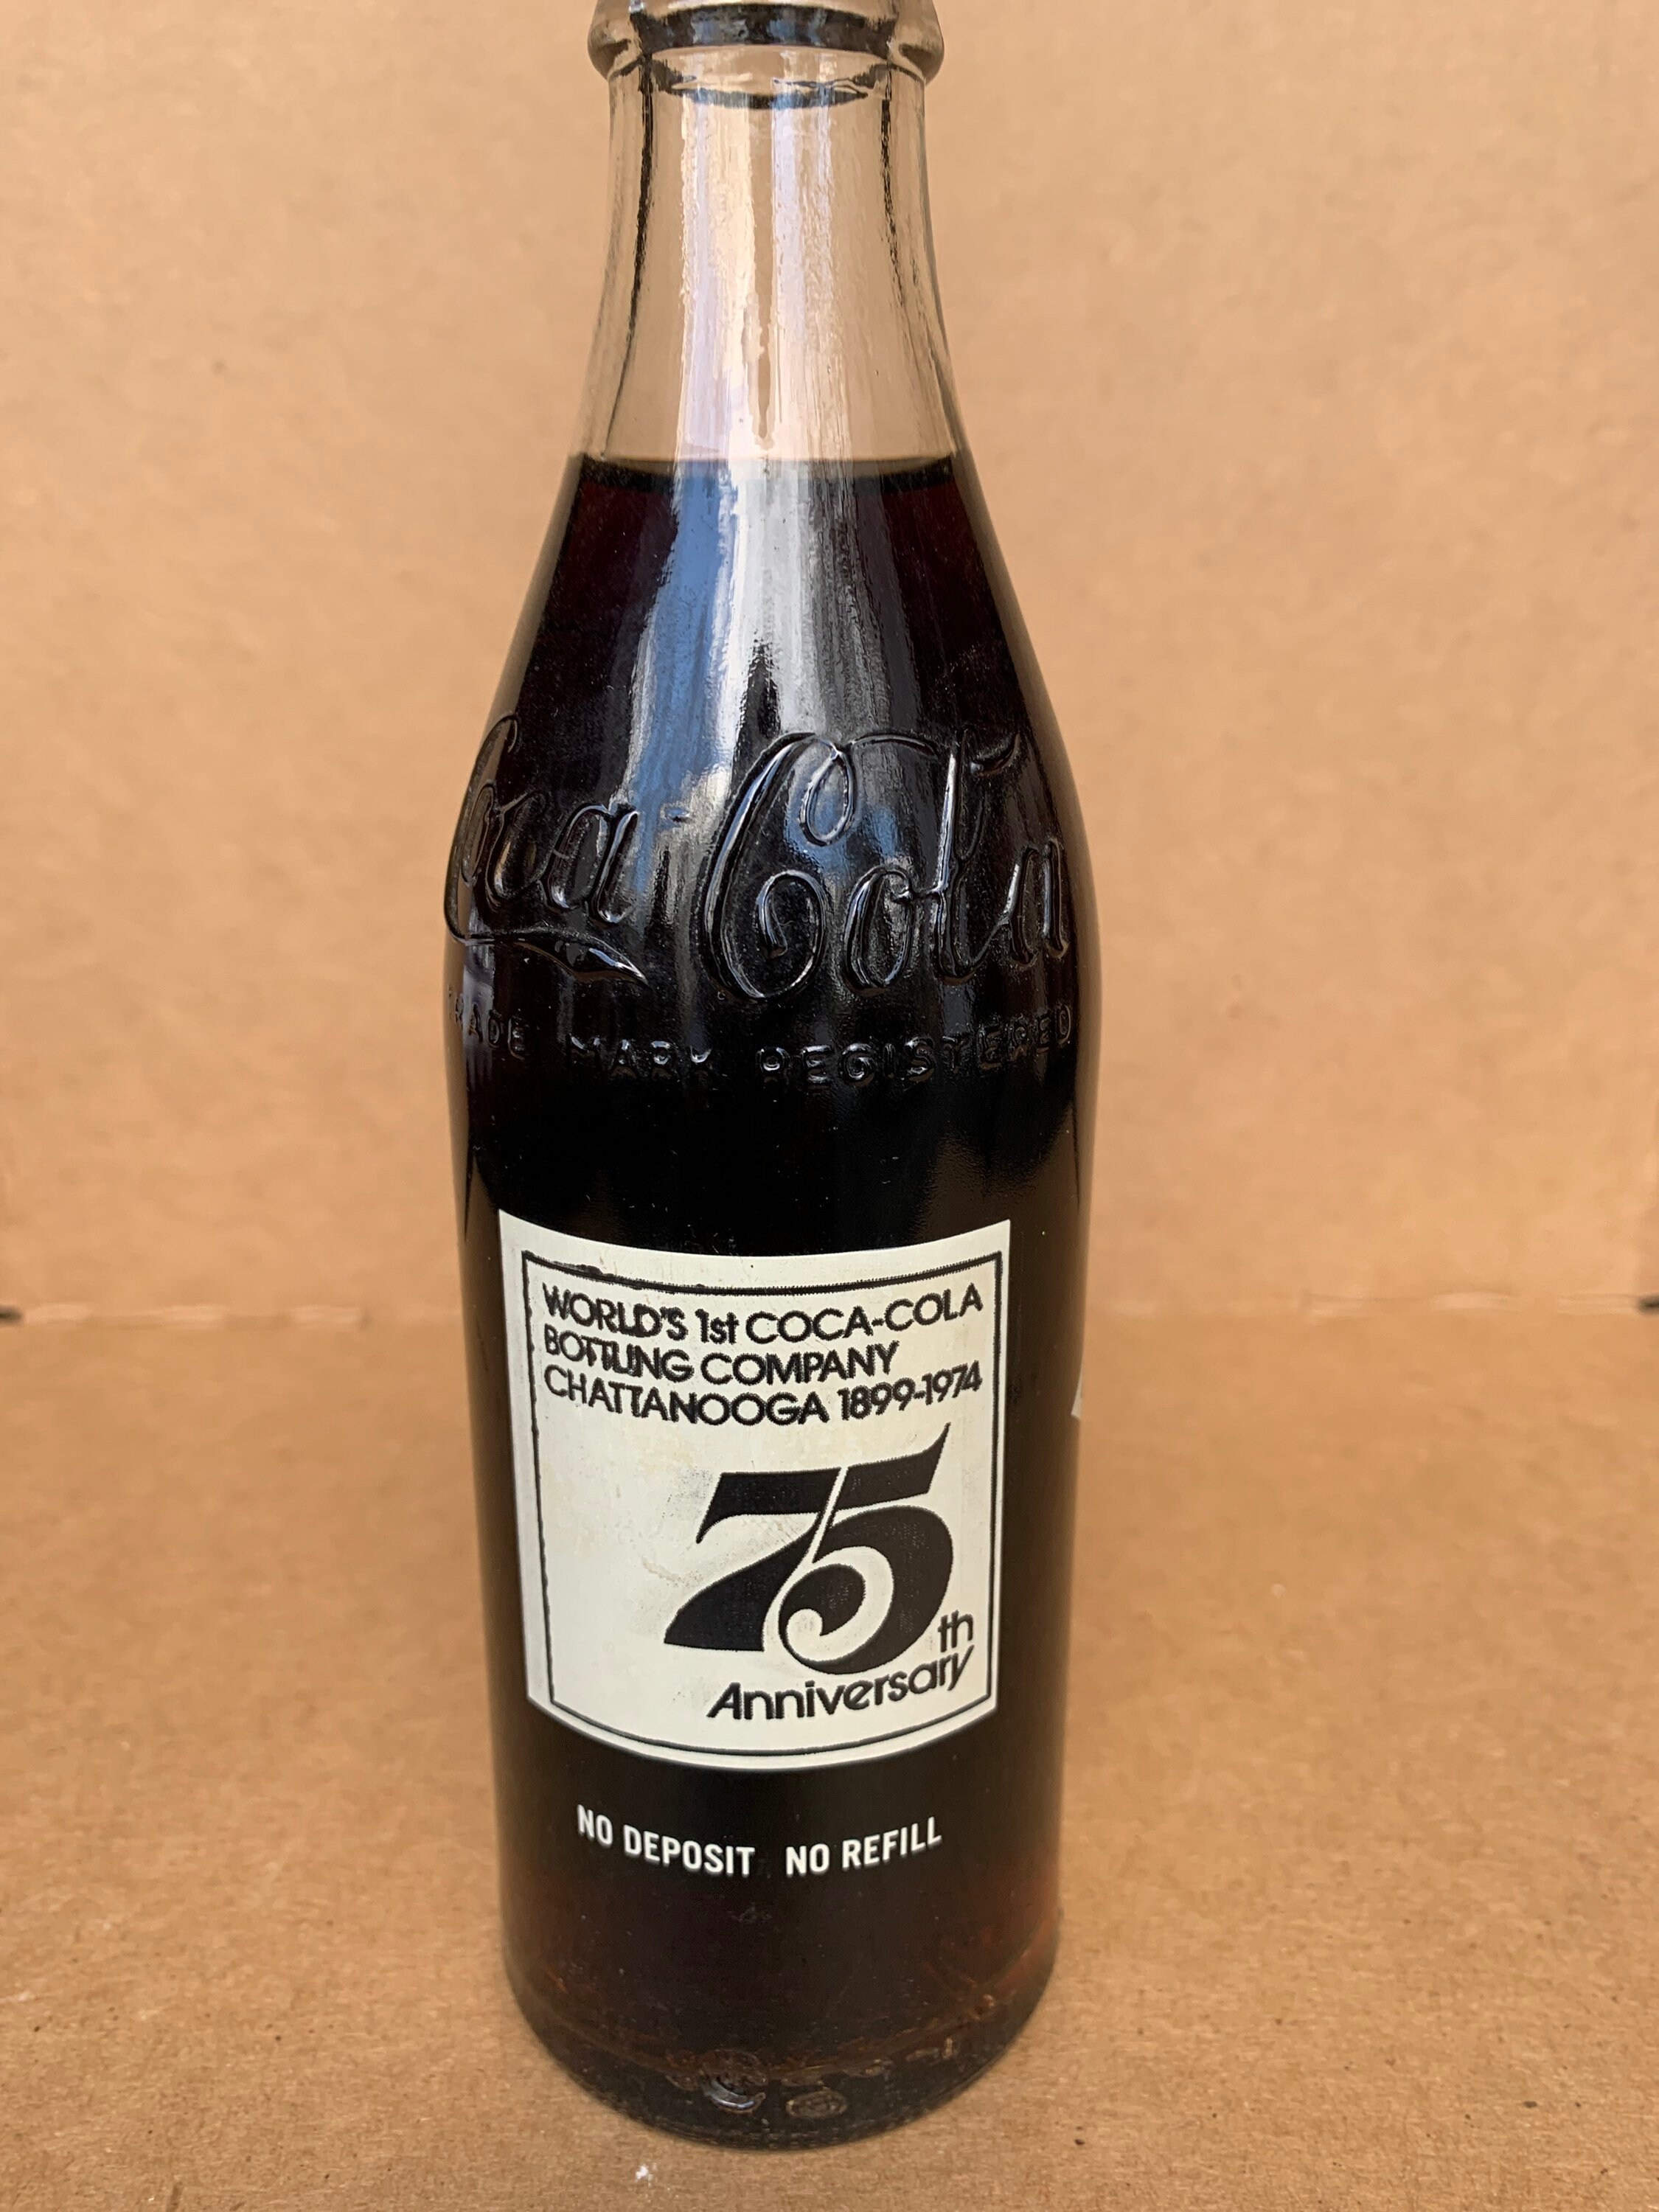 Coca-Cola
TRADE MARK REGISTERED
WORLD'S 1st COCA-COLA
BOTTLING COMPANY
CHATTANOOGA 1899-1974
75th
Anniversary
NO DEPOSIT NO REFILL